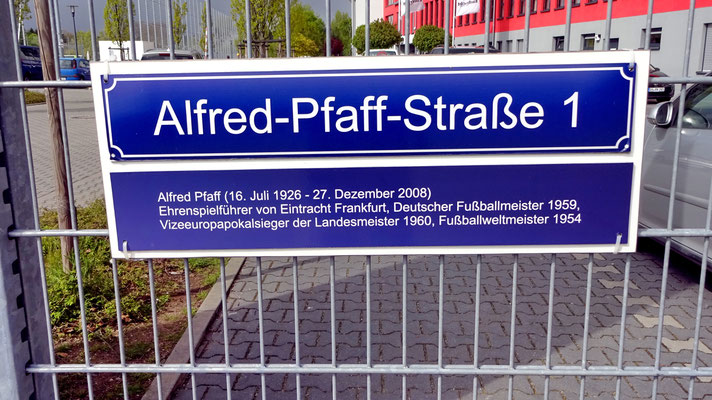 Alfred-Pfaff-Straße 1
Alfred Pfaff (16. Juli 1926 - 27. Dezember 2008)
Ehrenspielführer von Eintracht Frankfurt, Deutscher Fußballmeister 1959,
Vizeeuropapokalsieger der Landesmeister 1960, Fußballweltmeister 1954